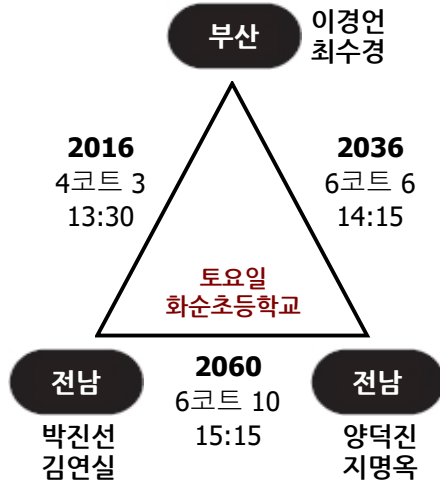 부산
이경언
최수경
2016
4코트 3
13:30
2036
6코트 6
14:15
토요일
화순초등학교
전남
박진선
김연실
2060
6코트 10
15:15
전남
양덕진
지명옥